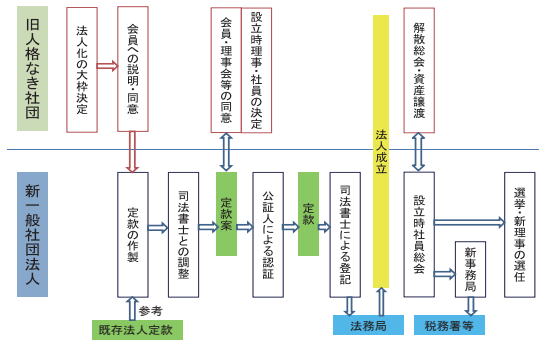 旧人格なき社団
法人化の大枠決定
会員への説明・同意
会員・理事会等の同意
設立時理事・社員の決定
解散総会・資産譲渡
法人成立
新一般社団法人
定款の作製
司法書士との調整
定款案
公証人による認証
定款
司法書士による登記
設立時社員総会
新事務局
選挙・新理事の選任
参考
既存法人定款
法務局
税務署等